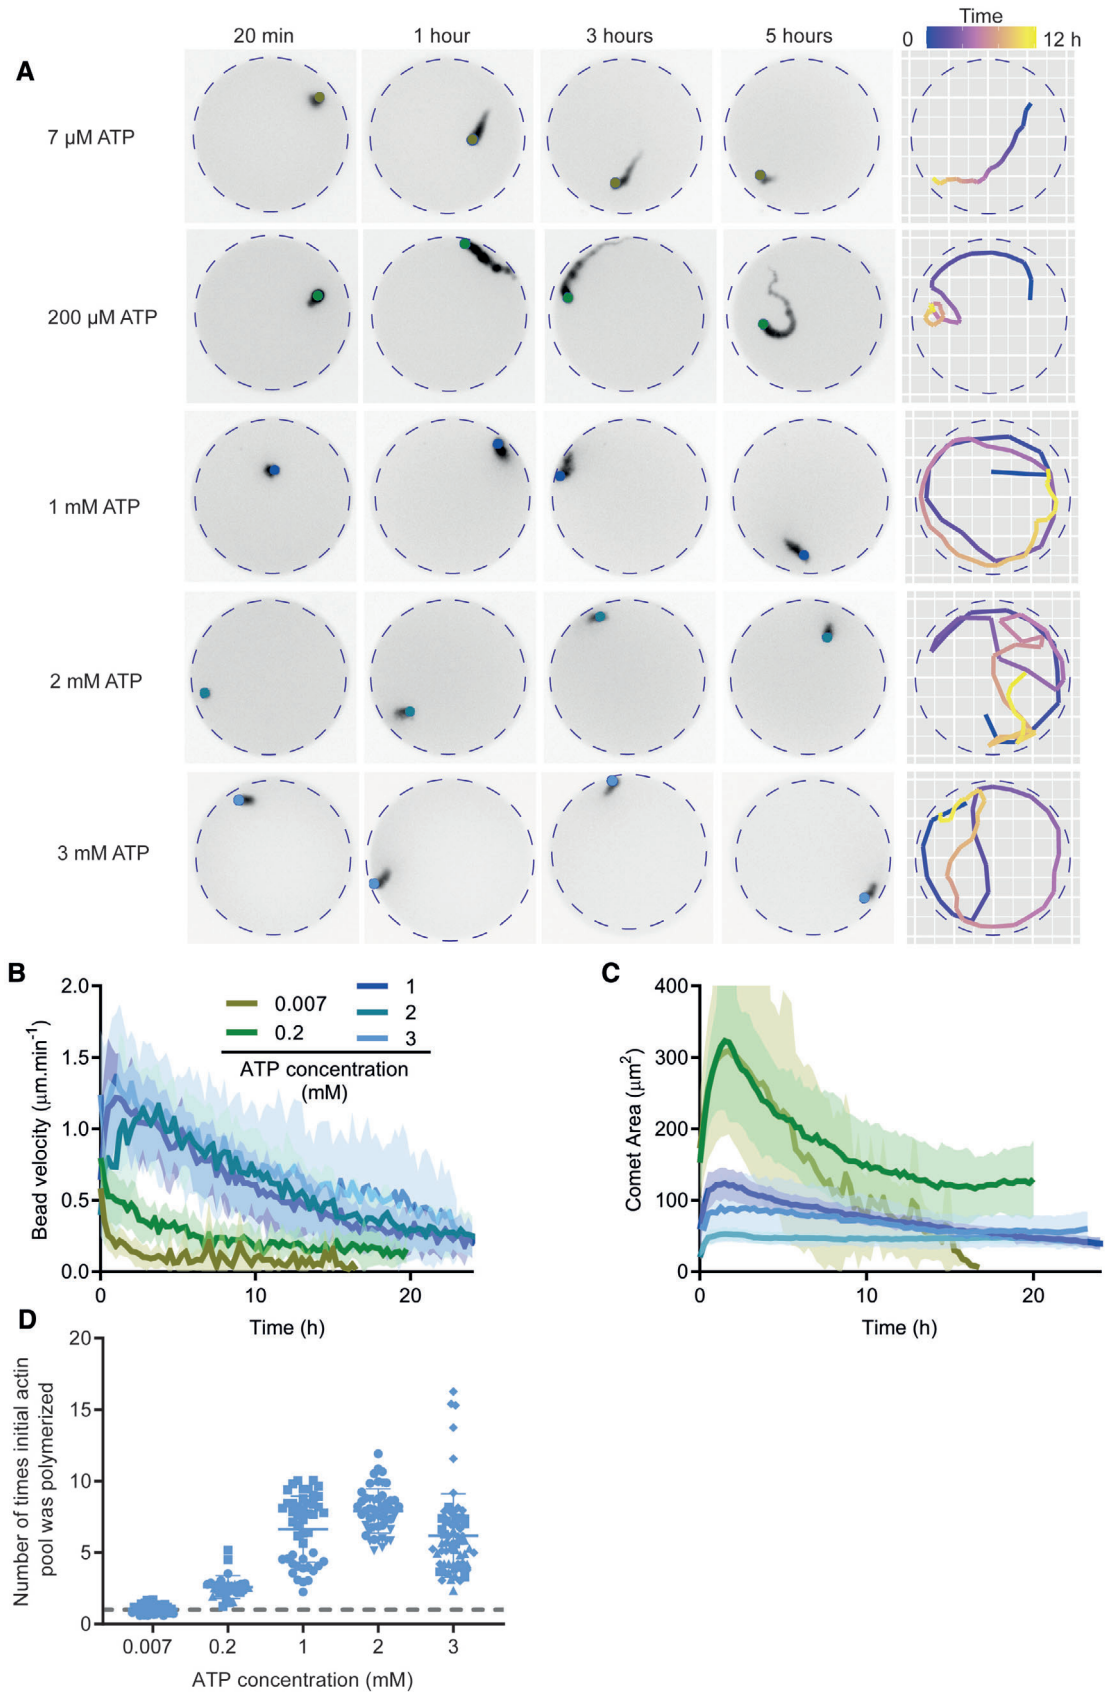 Time
20 min 1 hour 3 hours 5 hours 0 12 h
A
7 µM ATP
200 µM ATP
1 mM ATP
2 mM ATP
3 mM ATP
B
Bead velocity (µm.min-1)
2.0
1.5
1.0
0.5
0.0
0 10 20
Time (h)
0.007 1
0.2 2
3
ATP concentration
(mM)
C
Comet Area (µm2)
400
300
200
100
0
0 10 20
Time (h)
D
Number of times initial actin
pool was polymerized
20
15
10
5
0
0.007 0.2 1 2 3
ATP concentration (mM)